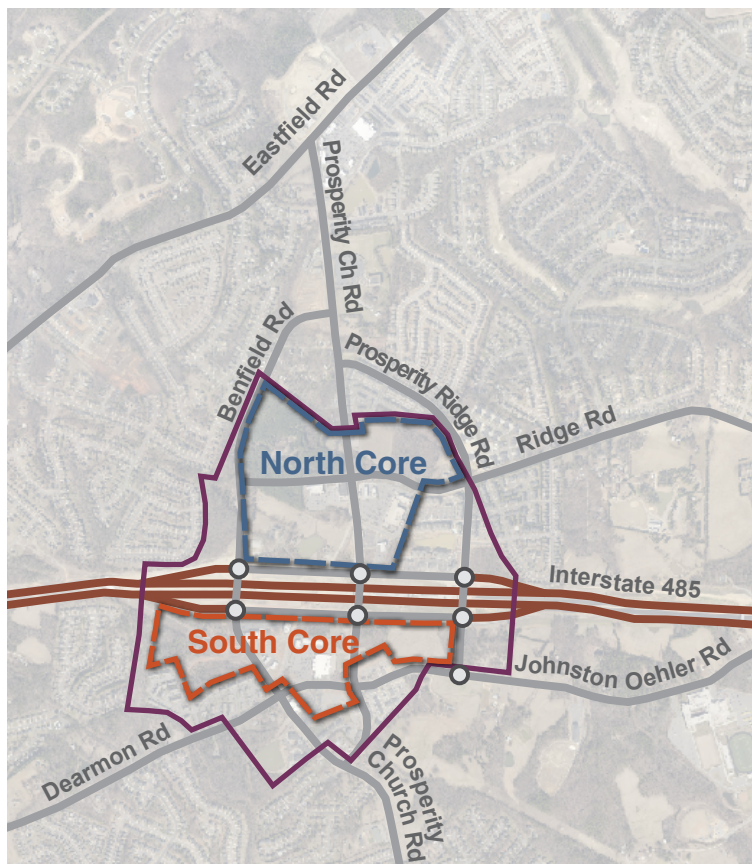 Eastfield Rd
Prosperity Ch Rd
Benfield Rd
Prosperity Ridge Rd
Ridge Rd
North Core
Interstate 485
South Core
Johnston Oehler Rd
Dearmon Rd
Prosperity
Church Rd